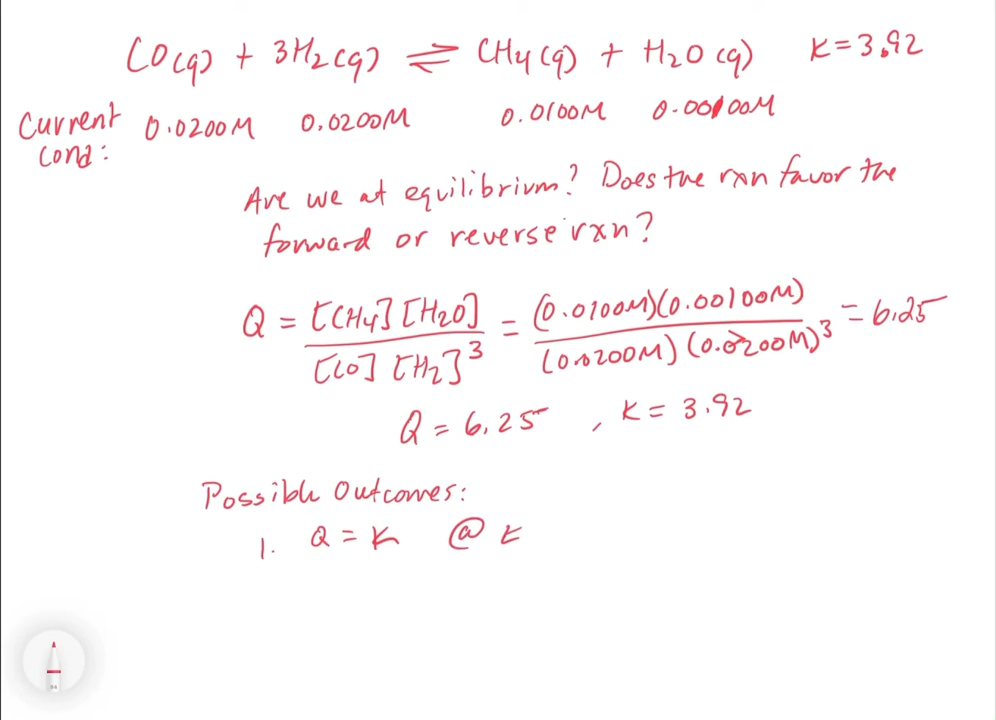 CO(g) + 3H2(g) ⇌ CH4(g) + H2O(g) K=3.92
Current 0.0200M 0.0200M 0.0100M 0.00100M
Cond:
Are we at equilibrium? Does the rxn favor the
forward or reverse rxn?
Q = [CH4][H2O] / [CO][H2]^3 = (0.0100M)(0.00100M) / (0.0200M)(0.0200M)^3 = 6.25
Q = 6.25 , K = 3.92
Possible Outcomes:
1. Q = K @ E